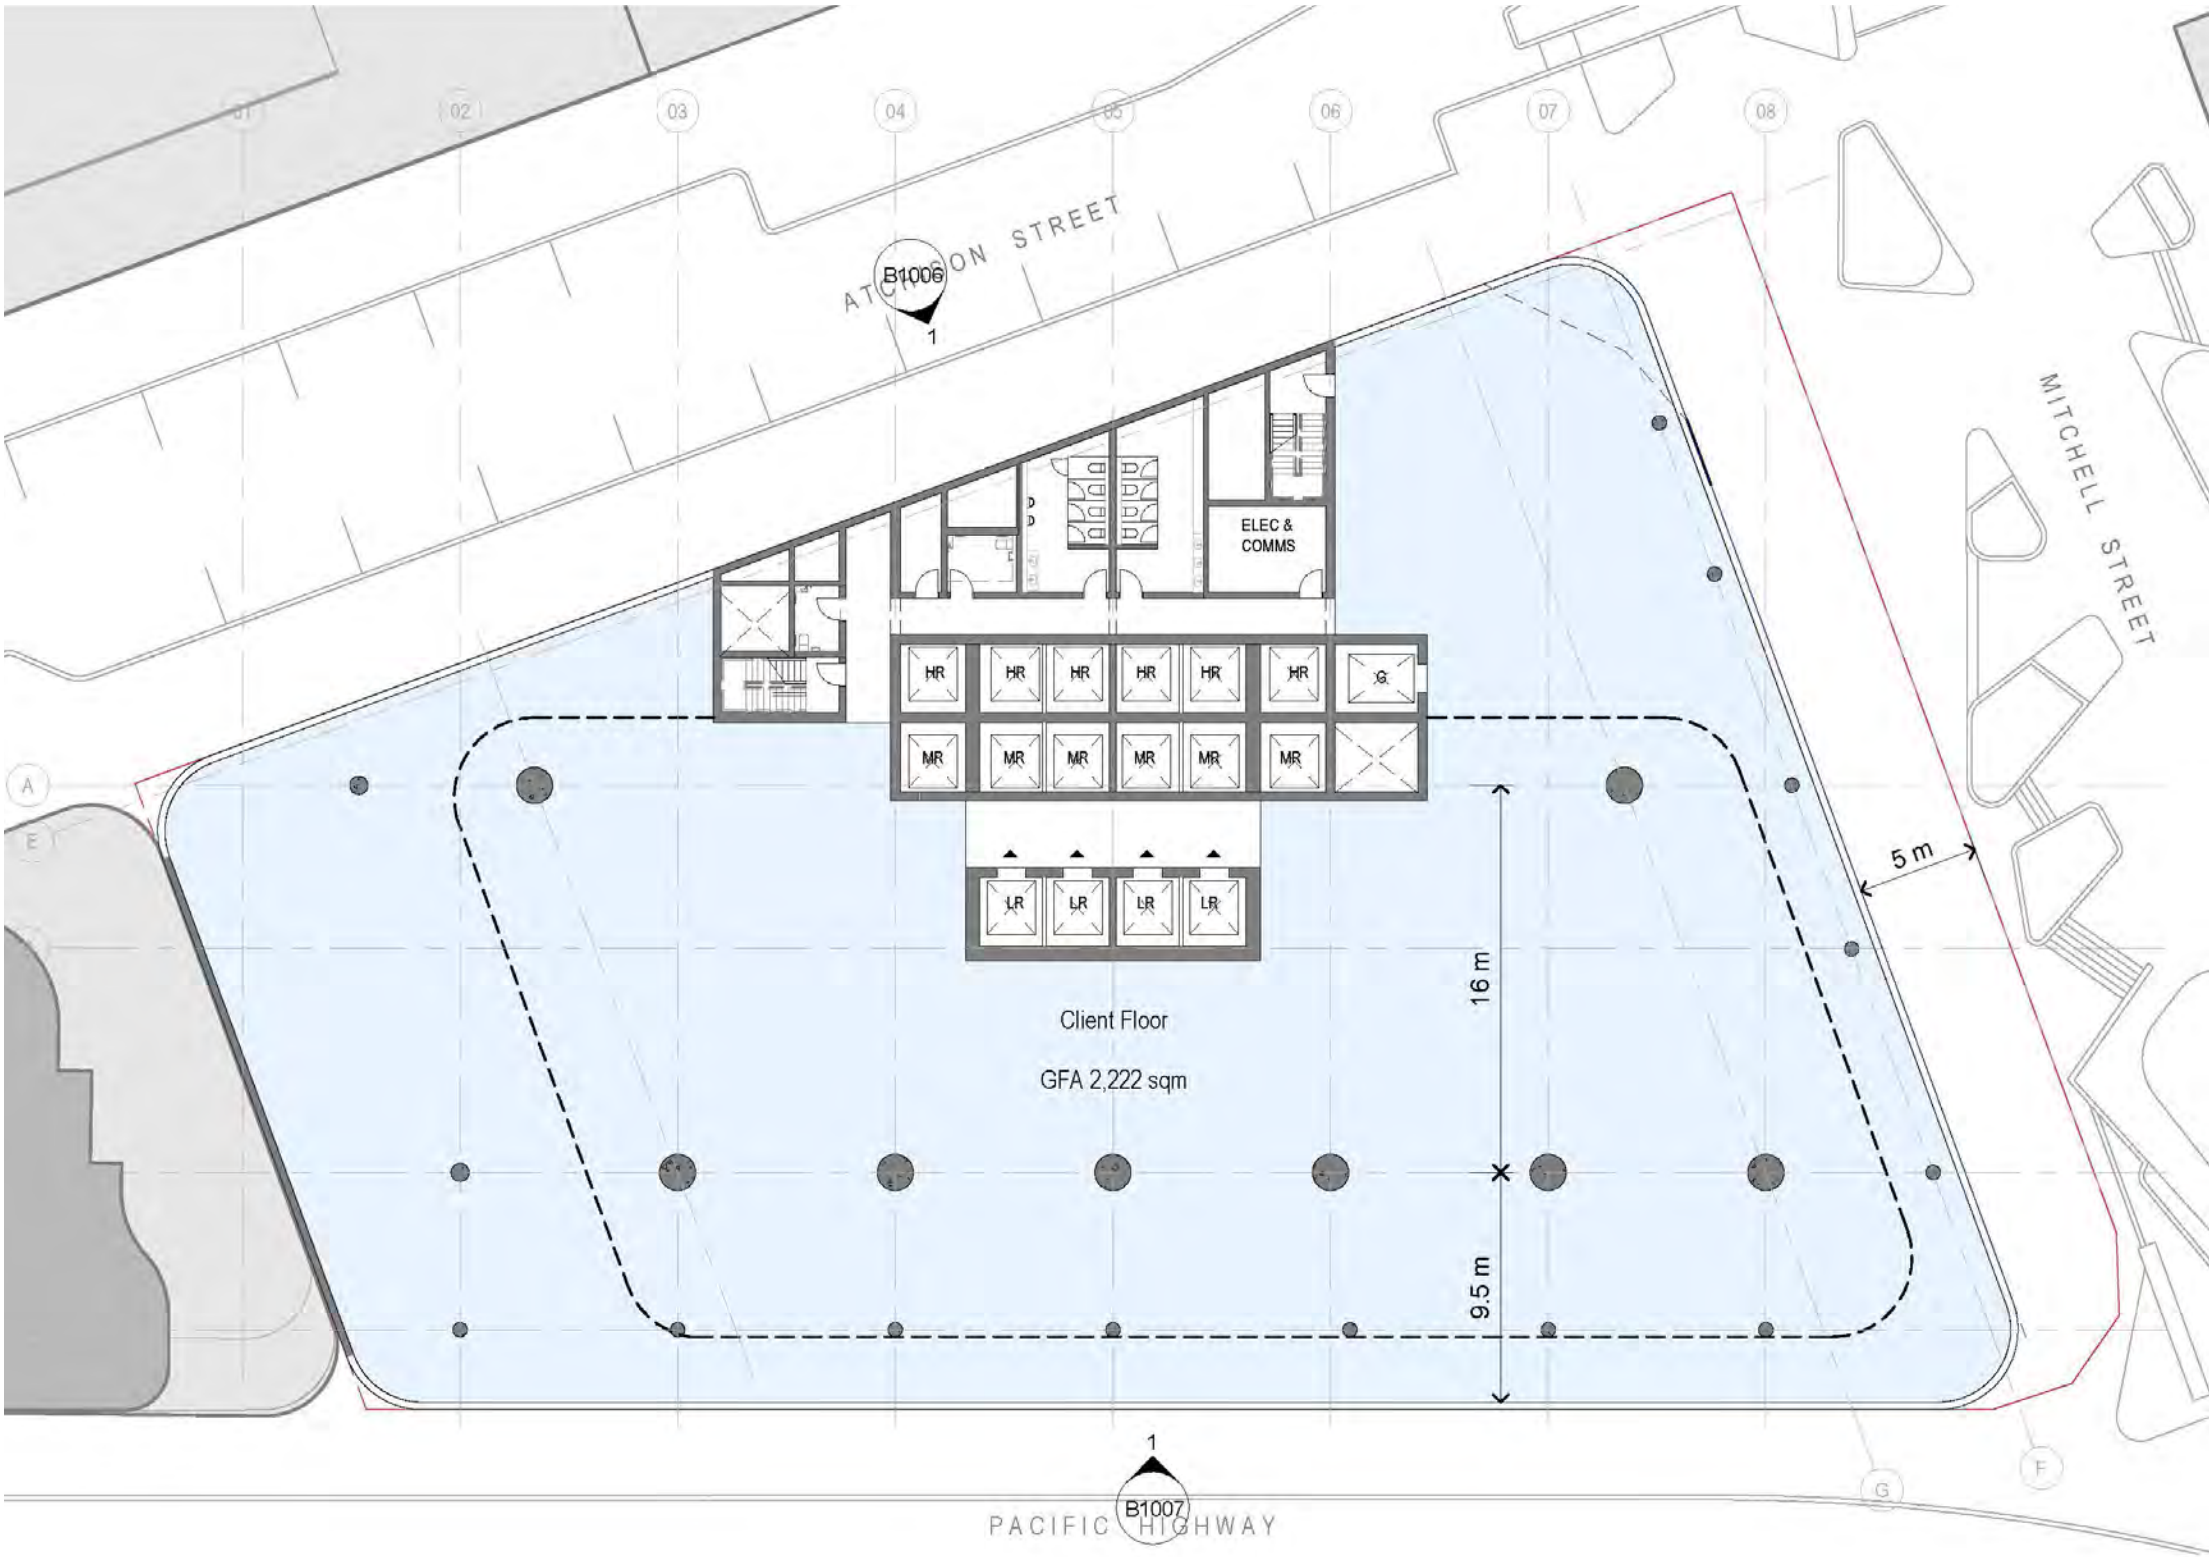 01
02
03
04
05
06
07
08
ATCHISON STREET
B1006
1
MITCHELL STREET
ELEC &
COMMS
HR HR HR HR HR HR G
MR MR MR MR MR MR
A
E
LR LR LR LR
5 m
16 m
Client Floor
GFA 2,222 sqm
9.5 m
1
B1007
PACIFIC HIGHWAY
G
F